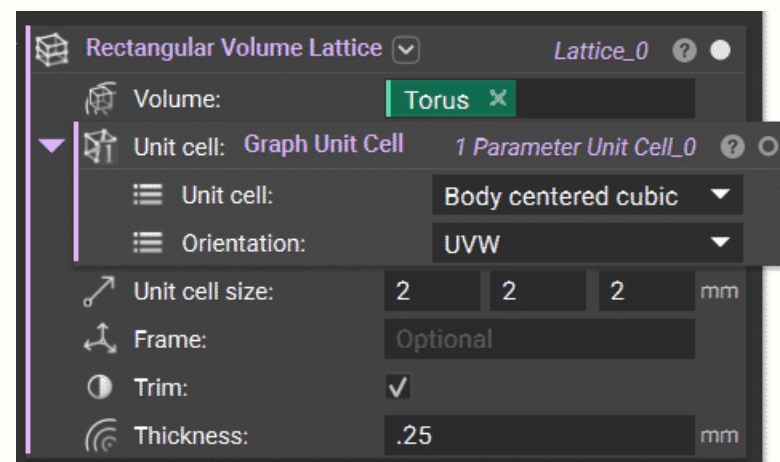 Rectangular Volume Lattice Lattice_0 ?
Volume: Torus ×
Unit cell: Graph Unit Cell 1 Parameter Unit Cell_0 ?
Unit cell: Body centered cubic
Orientation: UVW
Unit cell size: 2 2 2 mm
Frame: Optional
Trim:
Thickness: .25 mm